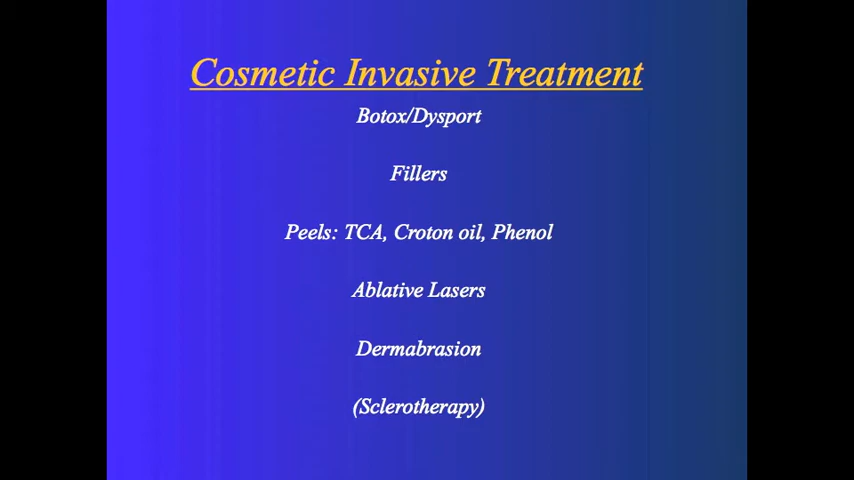 Cosmetic Invasive Treatment
Botox/Dysport
Fillers
Peels: TCA, Croton oil, Phenol
Ablative Lasers
Dermabrasion
(Sclerotherapy)